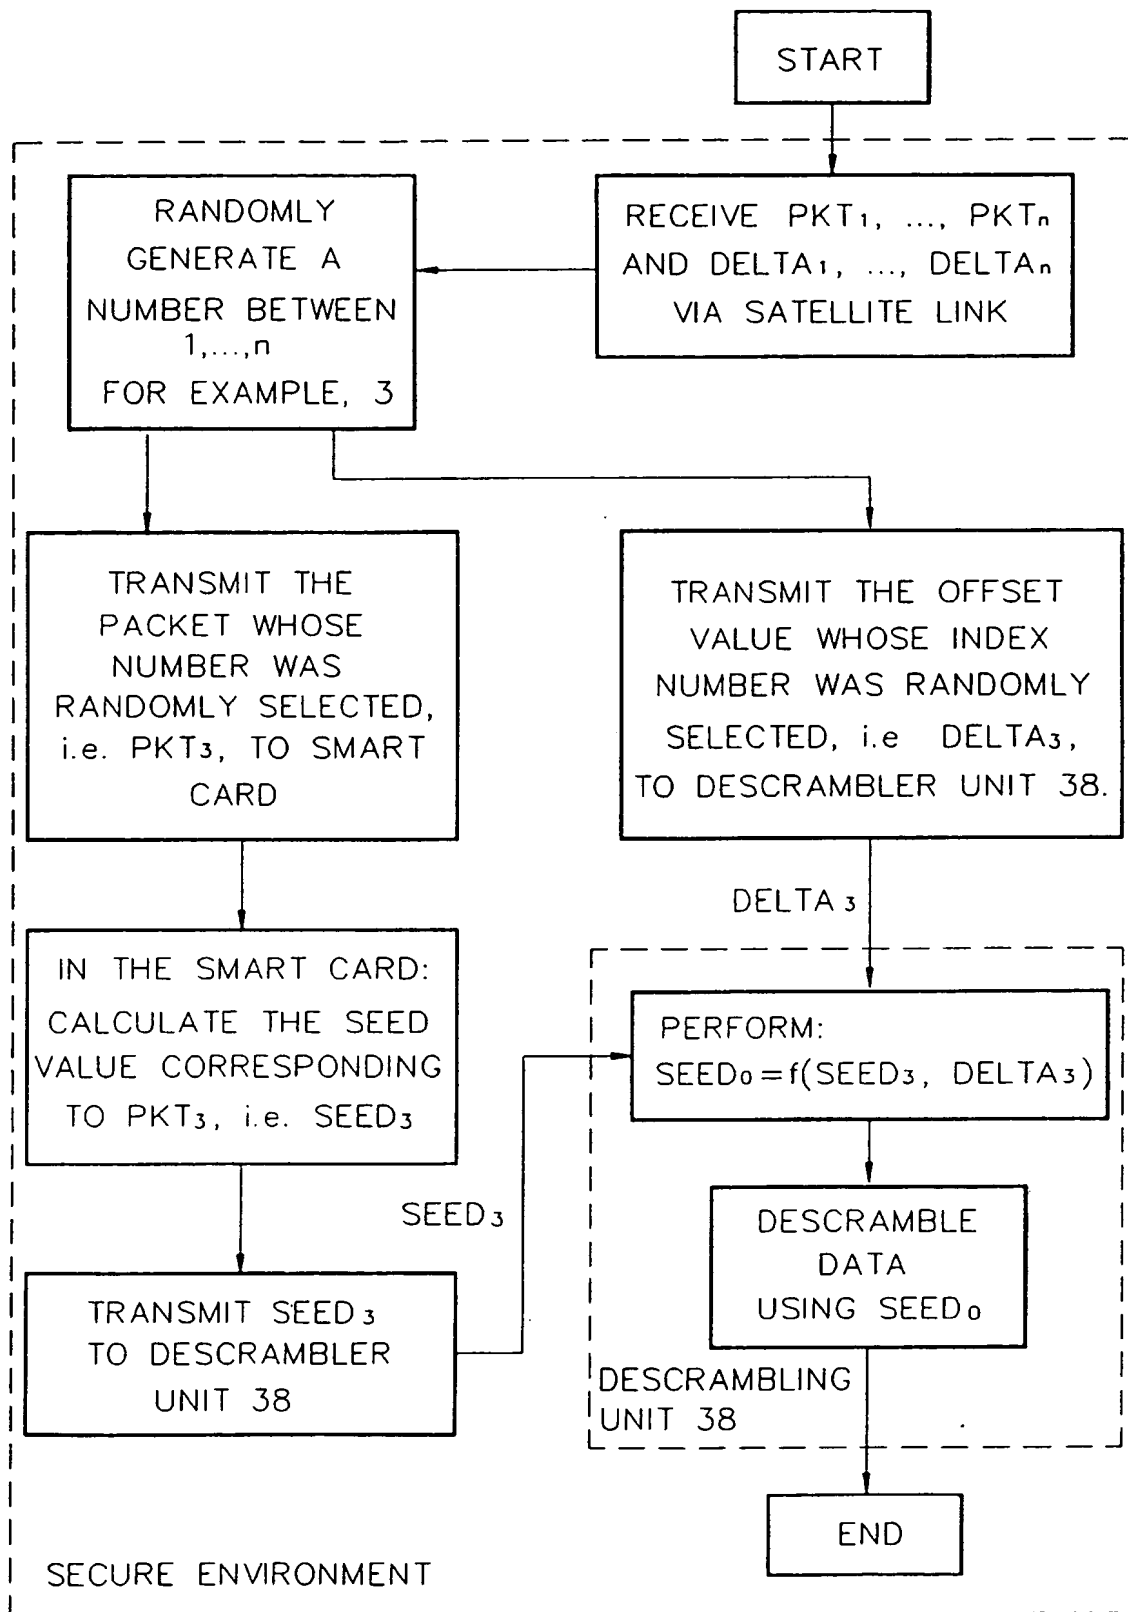 START
RECEIVE PKT1, ..., PKTn
AND DELTA1, ..., DELTAn
VIA SATELLITE LINK
RANDOMLY
GENERATE A
NUMBER BETWEEN
1,...,n
FOR EXAMPLE, 3
TRANSMIT THE
PACKET WHOSE
NUMBER WAS
RANDOMLY SELECTED,
i.e. PKT3, TO SMART
CARD
TRANSMIT THE OFFSET
VALUE WHOSE INDEX
NUMBER WAS RANDOMLY
SELECTED, i.e DELTA3,
TO DESCRAMBLER UNIT 38.
DELTA 3
IN THE SMART CARD:
CALCULATE THE SEED
VALUE CORRESPONDING
TO PKT3, i.e. SEED3
SEED3
TRANSMIT SEED3
TO DESCRAMBLER
UNIT 38
PERFORM:
SEED0 = f(SEED3, DELTA3)
DESCRAMBLE
DATA
USING SEED0
DESCRAMBLING
UNIT 38
END
SECURE ENVIRONMENT